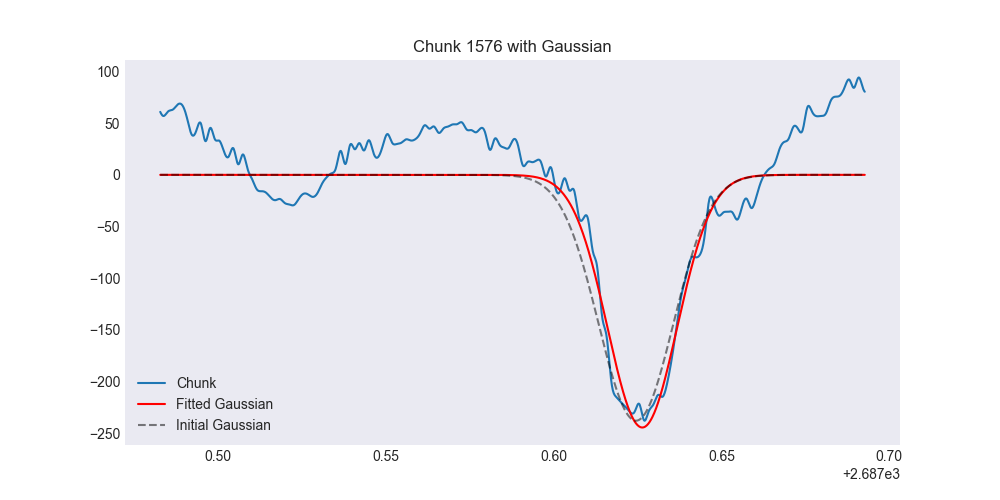 Chunk 1576 with Gaussian
100
50
0
−50
−100
−150
−200
−250
Chunk
Fitted Gaussian
Initial Gaussian
0.50 0.55 0.60 0.65 0.70
+2.687e3